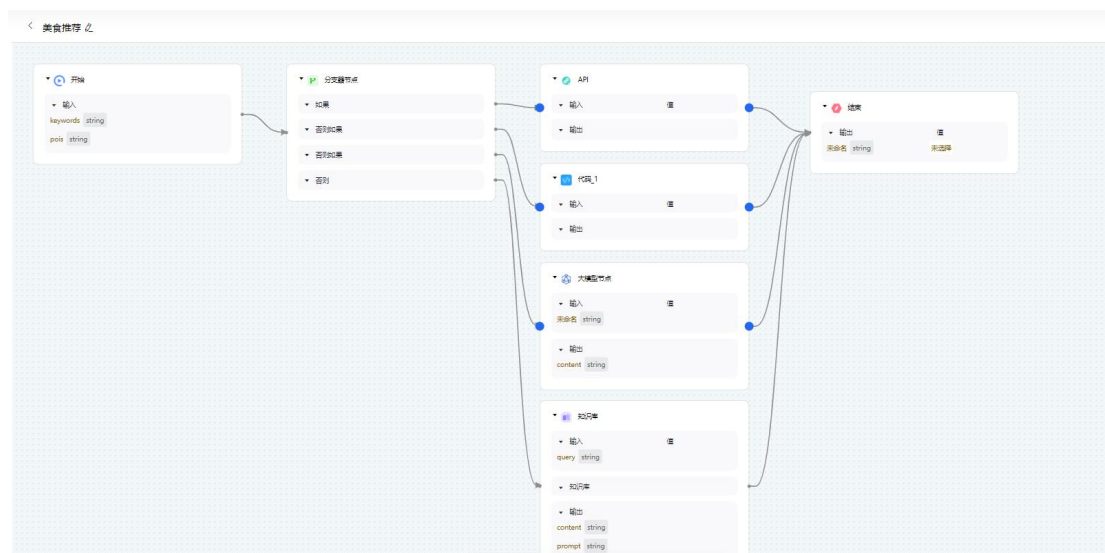 美食推荐
开始
输入
keywords string
pois string
分支器节点
如果
否则如果
否则如果
否则
API
输入 值
输出
代码_1
输入 值
输出
大模型节点
输入 值
未命名 string
输出
content string
知识库
输入 值
query string
知识库
输出
content string
prompt string
结束
输出 值
未命名 string 未选择